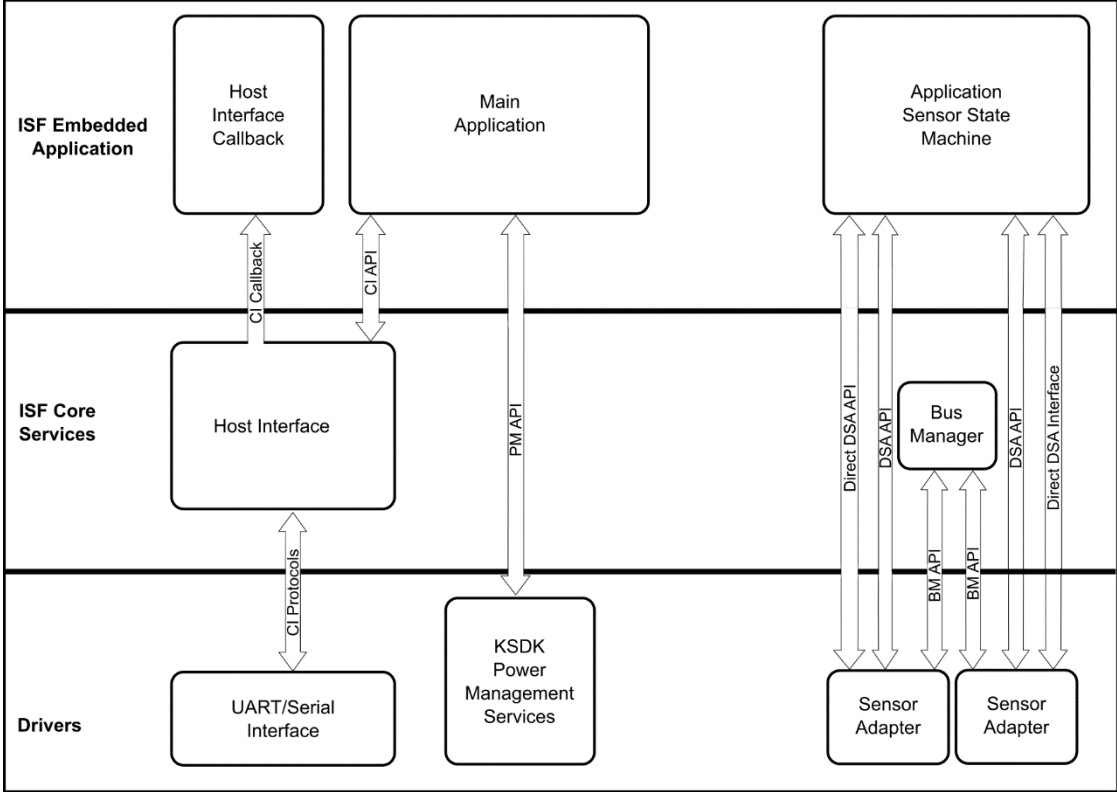 Host
Interface
Callback
Main
Application
Application
Sensor State
Machine
ISF Embedded
Application
CI Callback
CI API
PM API
Direct DSA API
DSA API
DSA API
Direct DSA Interface
ISF Core
Services
Host Interface
Bus
Manager
BM API
BM API
CI Protocols
KSDK
Power
Management
Services
Drivers
UART/Serial
Interface
Sensor
Adapter
Sensor
Adapter